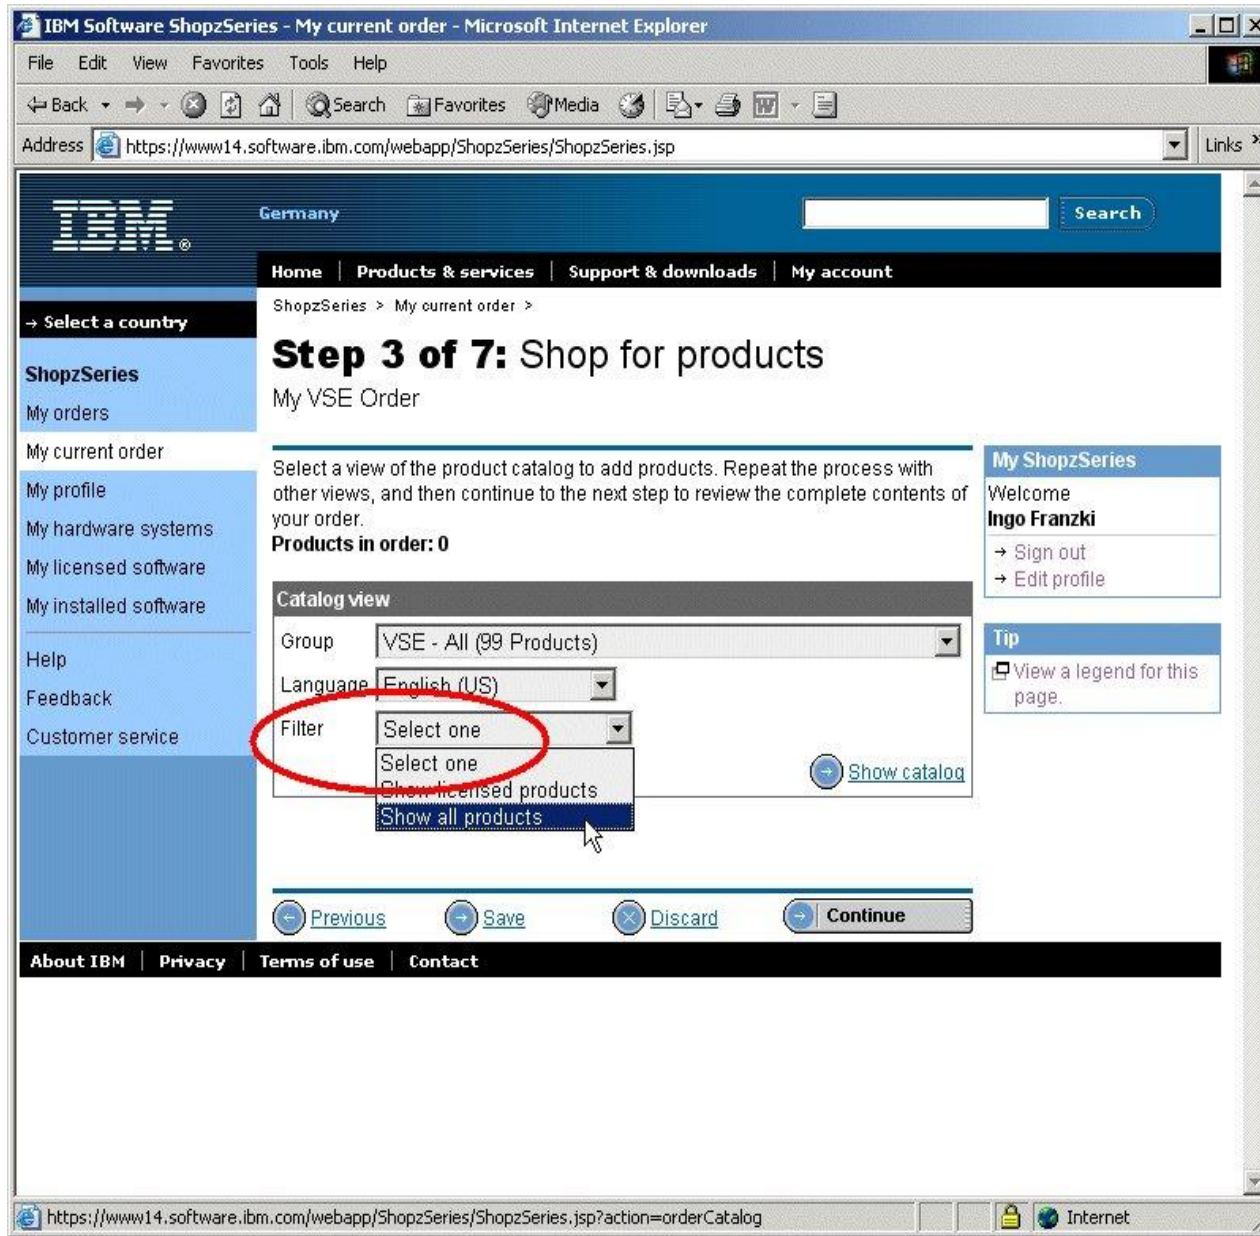 IBM Software ShopzSeries - My current order - Microsoft Internet Explorer
File Edit View Favorites Tools Help
Back Search Favorites Media
Address https://www14.software.ibm.com/webapp/ShopzSeries/ShopzSeries.jsp Links »
IBM®
Germany
Search
Home | Products & services | Support & downloads | My account
→ Select a country
ShopzSeries
My orders
My current order
My profile
My hardware systems
My licensed software
My installed software
Help
Feedback
Customer service
ShopzSeries > My current order >
Step 3 of 7: Shop for products
My VSE Order
Select a view of the product catalog to add products. Repeat the process with
other views, and then continue to the next step to review the complete contents of
your order.
Products in order: 0
Catalog view
Group VSE - All (99 Products)
Language English (US)
Filter Select one
Select one
Show licensed products
Show all products
Show catalog
Previous Save Discard Continue
My ShopzSeries
Welcome
Ingo Franzki
→ Sign out
→ Edit profile
Tip
View a legend for this
page.
About IBM | Privacy | Terms of use | Contact
https://www14.software.ibm.com/webapp/ShopzSeries/ShopzSeries.jsp?action=orderCatalog Internet